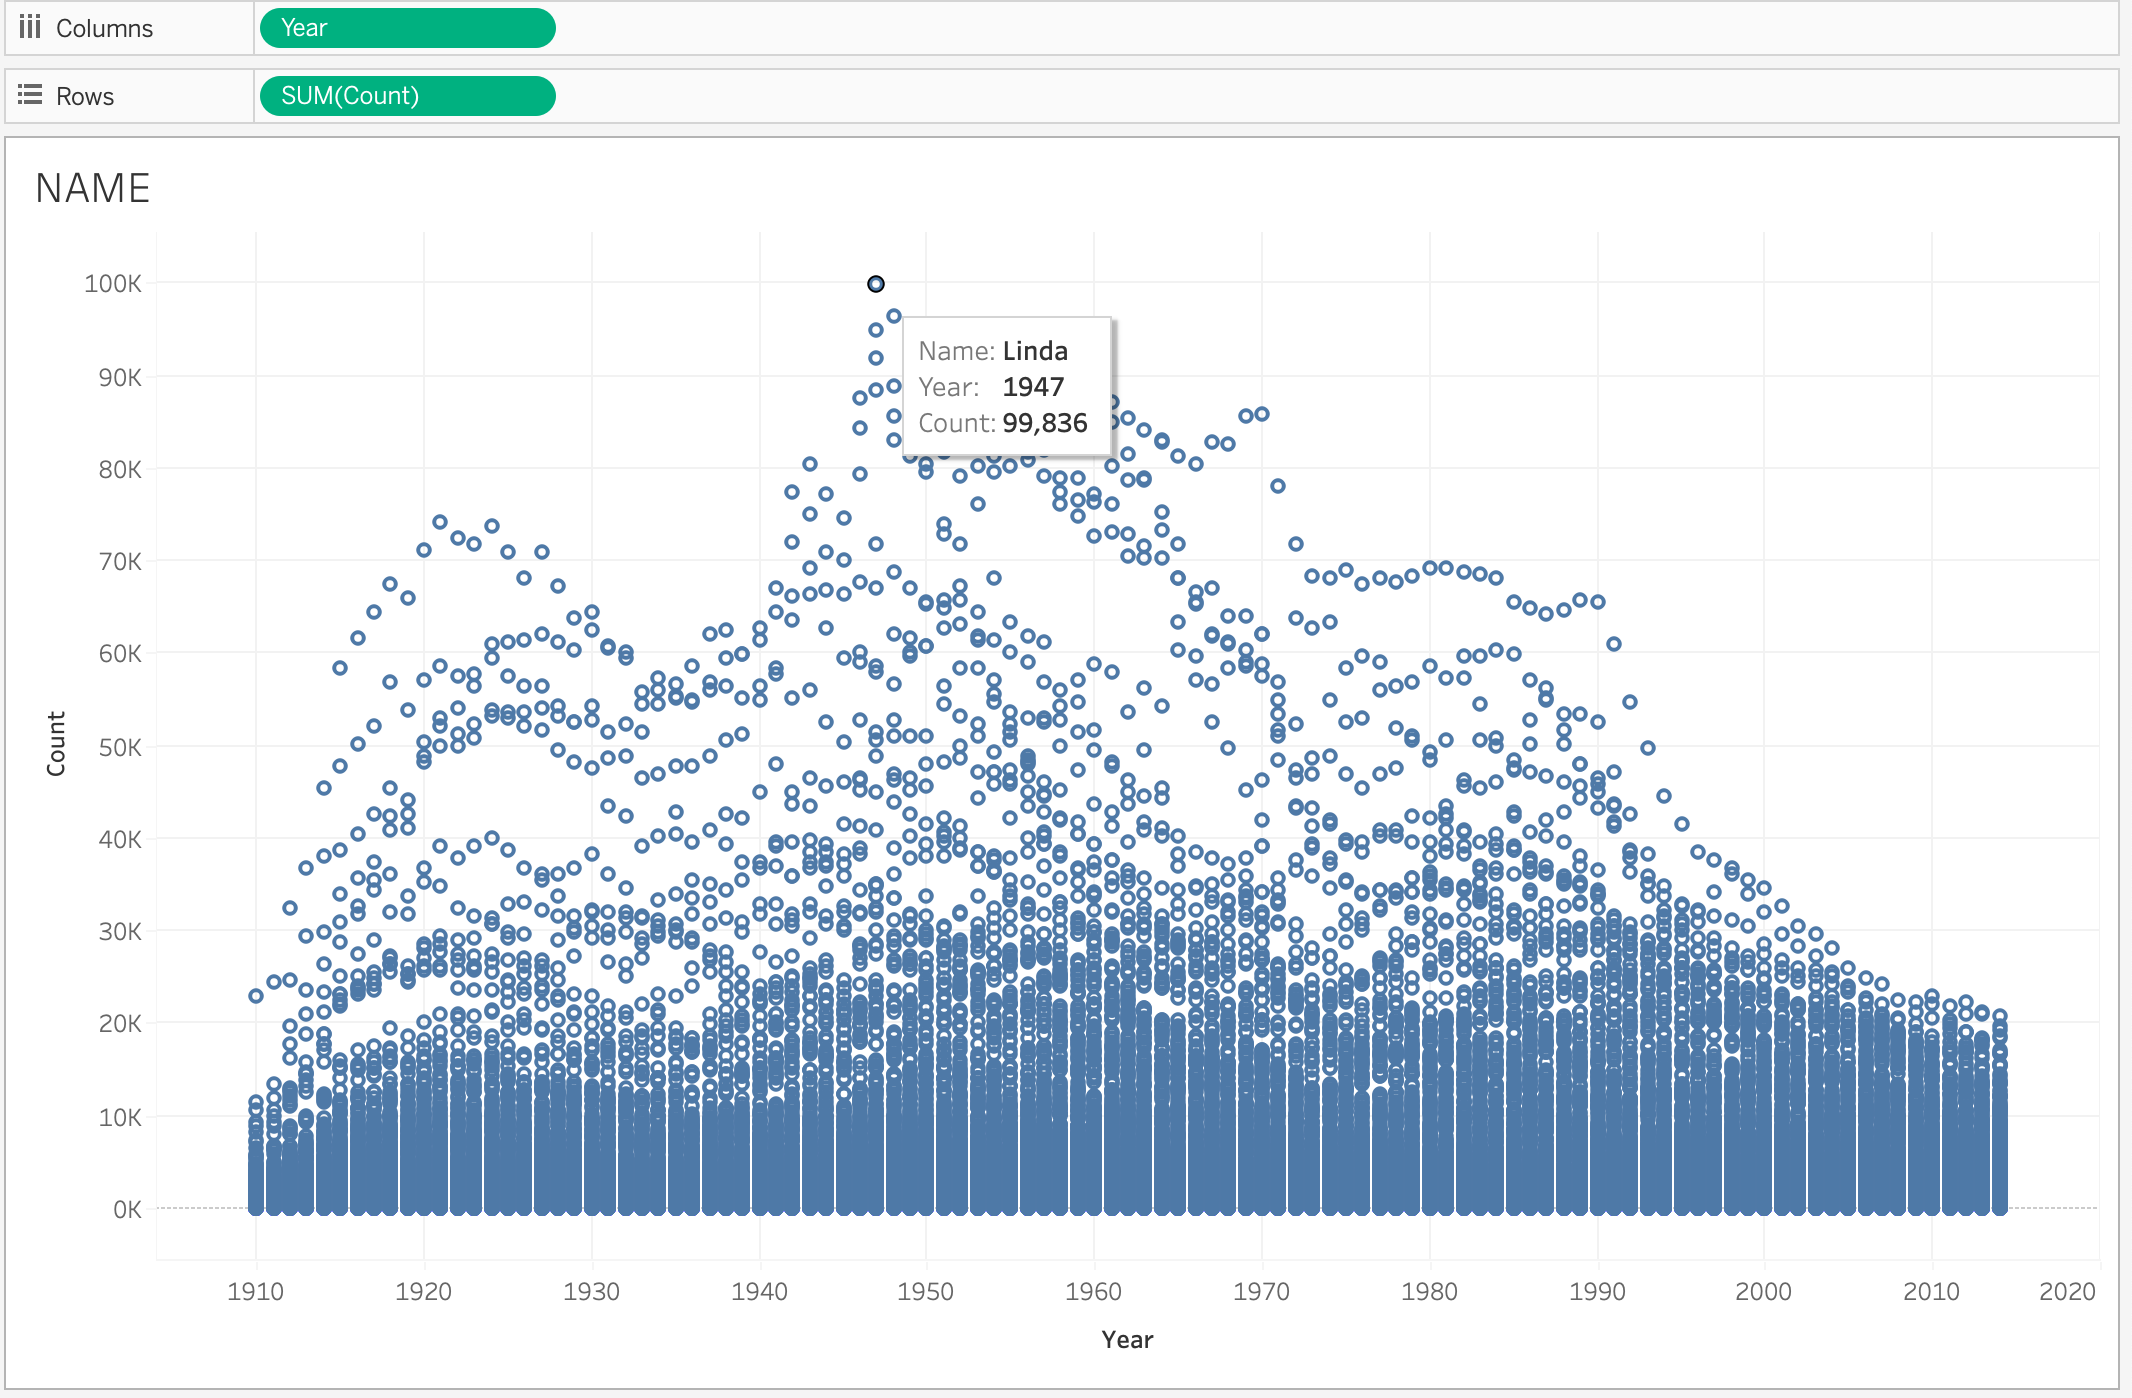 Columns
Year
Rows
SUM(Count)
NAME
100K
90K
80K
70K
60K
50K
40K
30K
20K
10K
0K
Count
Name: Linda
Year: 1947
Count: 99,836
1910 1920 1930 1940 1950 1960 1970 1980 1990 2000 2010 2020
Year